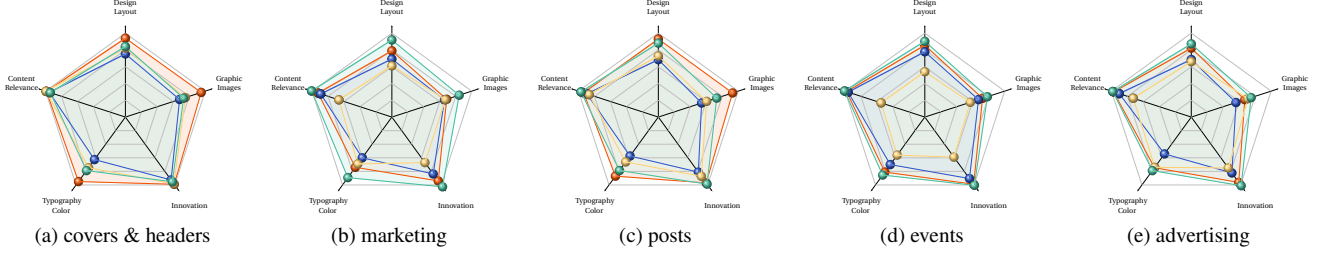 Design
Layout
Content
Relevance
Graphic
Images
Typography
Color
Innovation
(a) covers & headers
Design
Layout
Content
Relevance
Graphic
Images
Typography
Color
Innovation
(b) marketing
Design
Layout
Content
Relevance
Graphic
Images
Typography
Color
Innovation
(c) posts
Design
Layout
Content
Relevance
Graphic
Images
Typography
Color
Innovation
(d) events
Design
Layout
Content
Relevance
Graphic
Images
Typography
Color
Innovation
(e) advertising